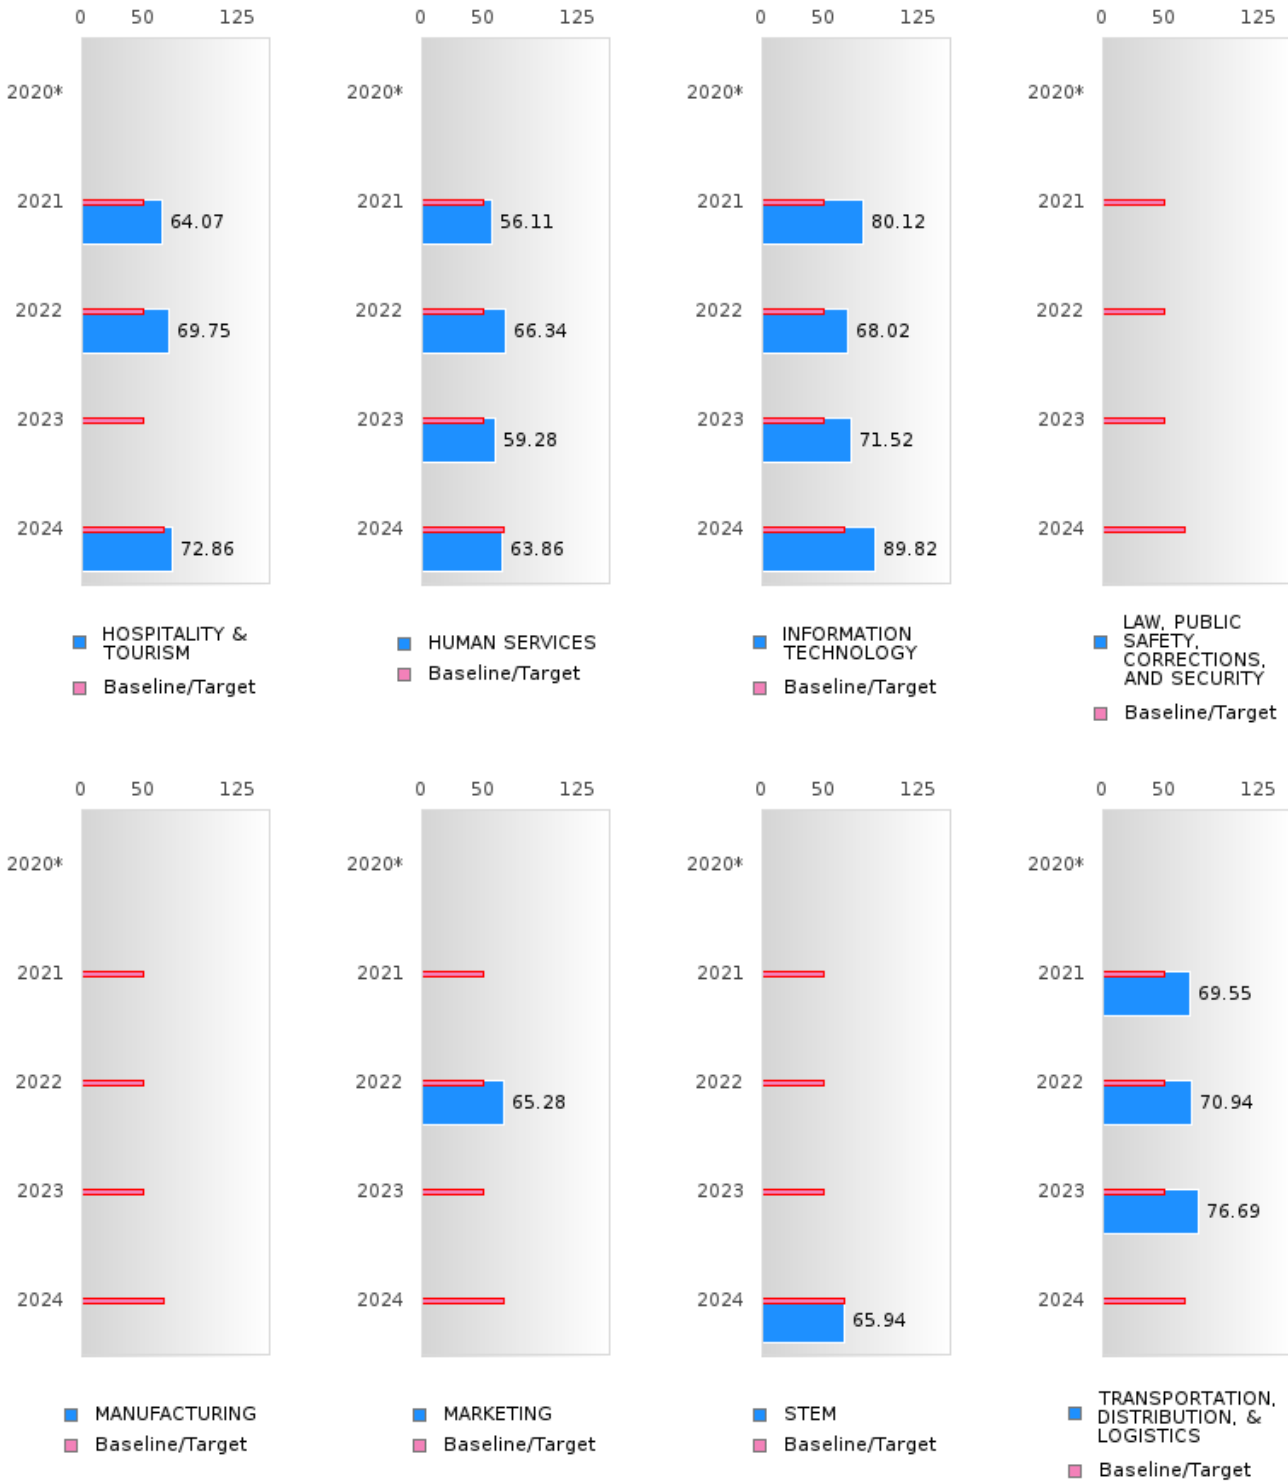 0 50 125 0 50 125 0 50 125 0 50 125
2020* 2020* 2020* 2020*
2021 64.07 2021 56.11 2021 80.12 2021
2022 69.75 2022 66.34 2022 68.02 2022
2023 2023 59.28 2023 71.52 2023
2024 72.86 2024 63.86 2024 89.82 2024
HOSPITALITY &
TOURISM
Baseline/Target
HUMAN SERVICES
Baseline/Target
INFORMATION
TECHNOLOGY
Baseline/Target
LAW, PUBLIC
SAFETY,
CORRECTIONS,
AND SECURITY
Baseline/Target
0 50 125 0 50 125 0 50 125 0 50 125
2020* 2020* 2020* 2020*
2021 2021 2021 2021 69.55
2022 2022 65.28 2022 2022 70.94
2023 2023 2023 2023 76.69
2024 2024 2024 65.94 2024
MANUFACTURING
Baseline/Target
MARKETING
Baseline/Target
STEM
Baseline/Target
TRANSPORTATION,
DISTRIBUTION, &
LOGISTICS
Baseline/Target